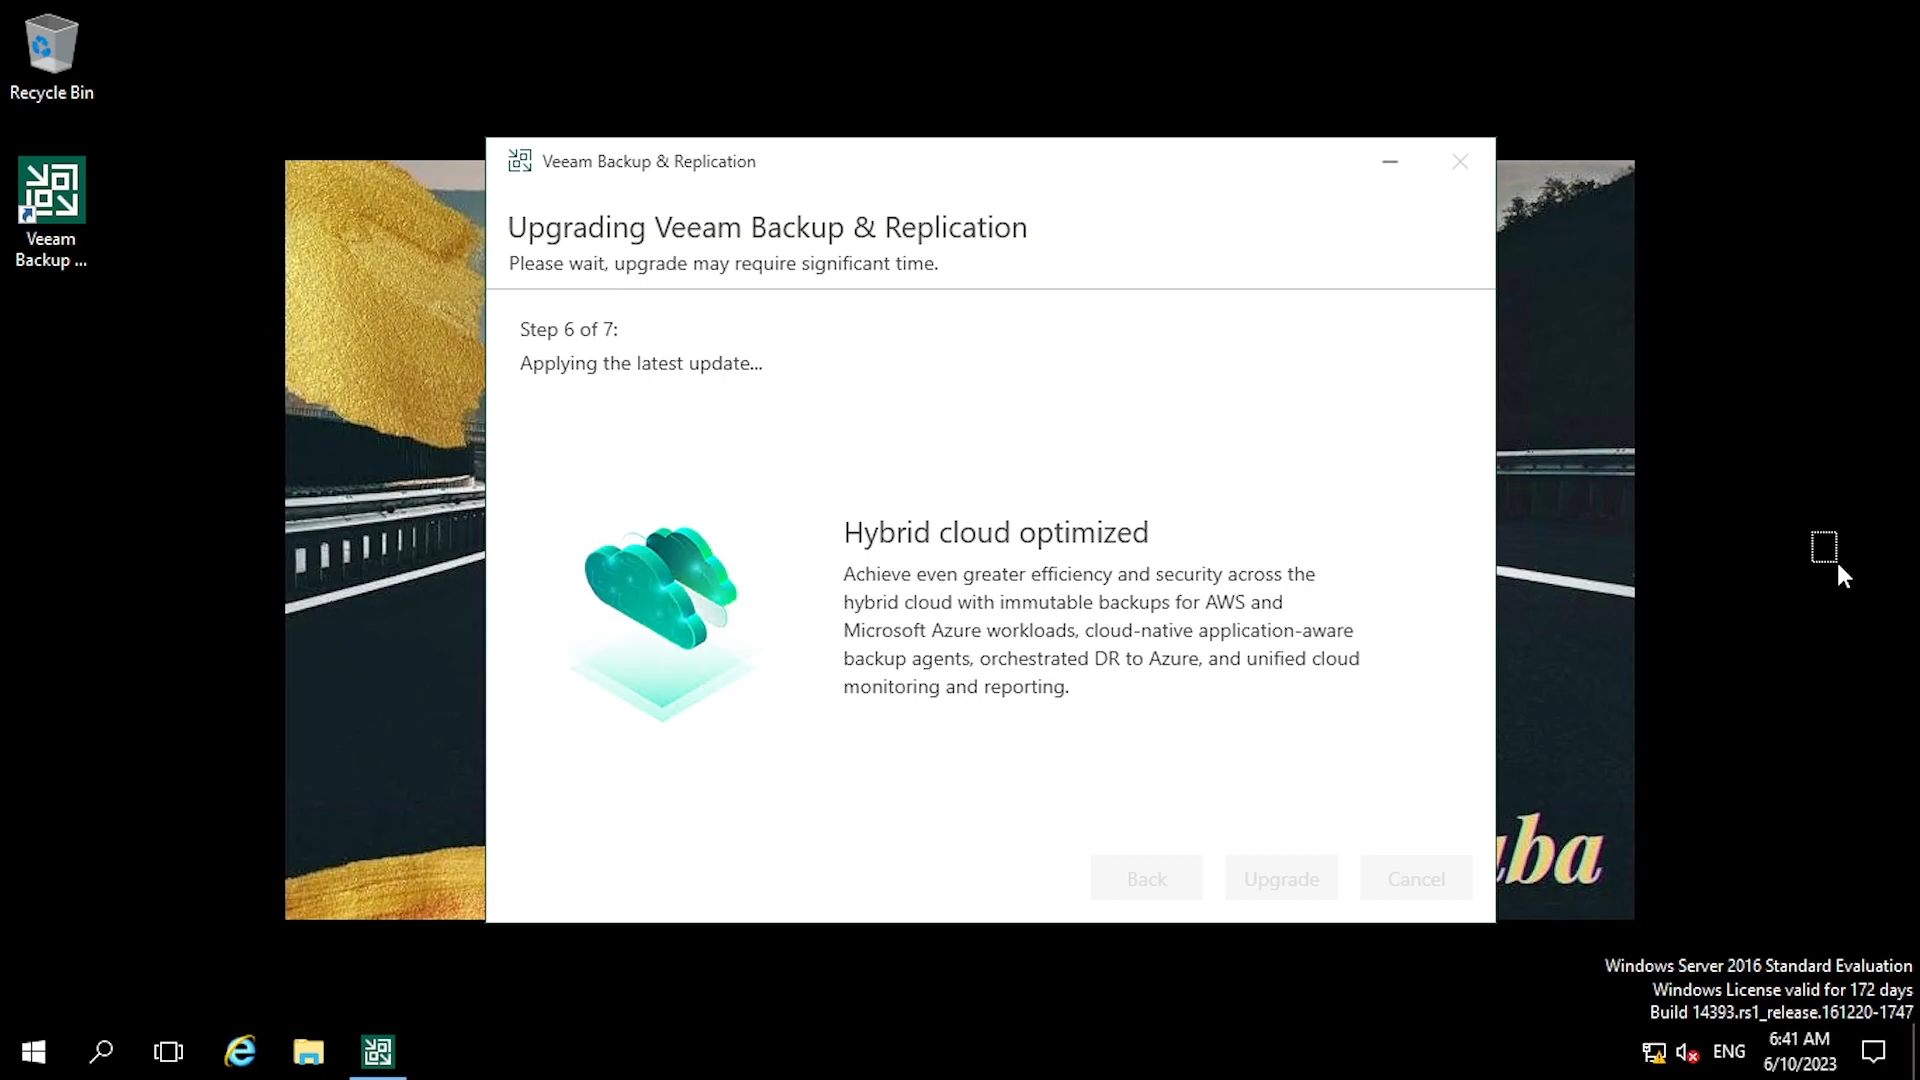 Recycle Bin
Veeam
Backup ...
Veeam Backup & Replication
Upgrading Veeam Backup & Replication
Please wait, upgrade may require significant time.
Step 6 of 7:
Applying the latest update...
Hybrid cloud optimized
Achieve even greater efficiency and security across the
hybrid cloud with immutable backups for AWS and
Microsoft Azure workloads, cloud-native application-aware
backup agents, orchestrated DR to Azure, and unified cloud
monitoring and reporting.
Back
Upgrade
Cancel
Windows Server 2016 Standard Evaluation
Windows License valid for 172 days
Build 14393.rs1_release.161220-1747
ENG
6:41 AM
6/10/2023